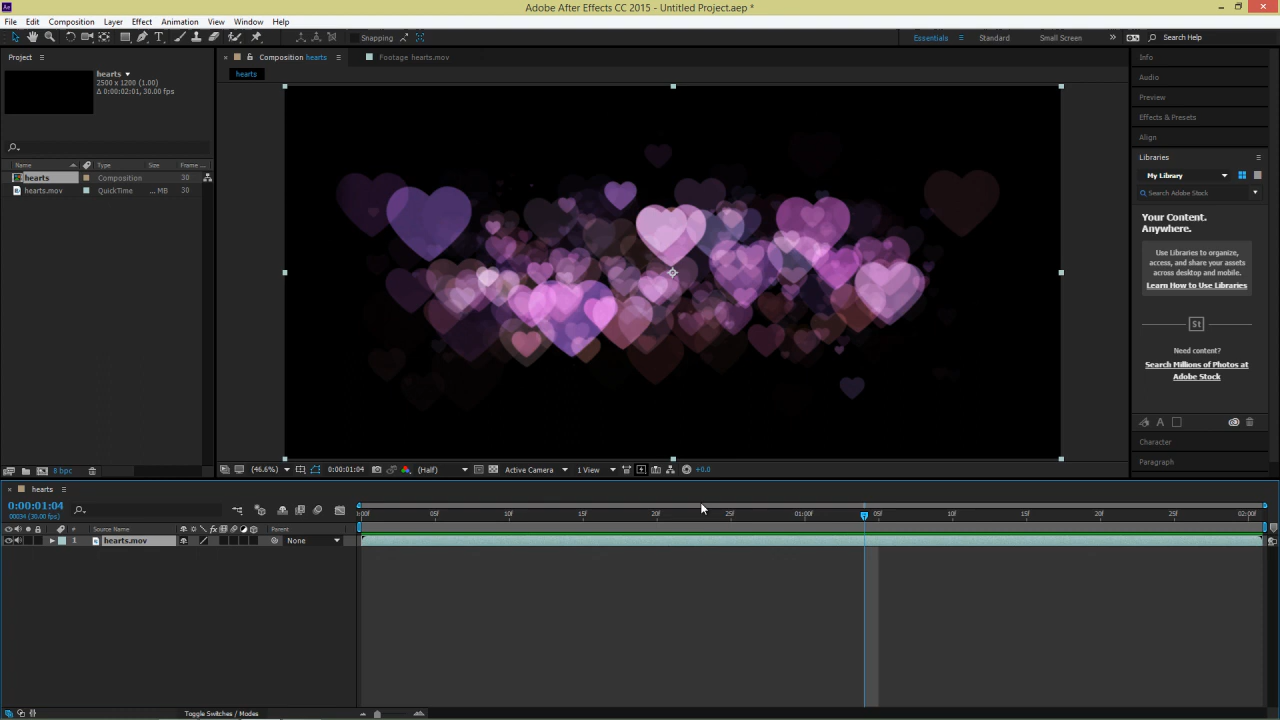 Ae Adobe After Effects CC 2015 - Untitled Project.aep *
File Edit Composition Layer Effect Animation View Window Help
Snapping Essentials Standard Small Screen Search Help
Project
hearts
2500 x 1200 (1.00)
Δ 0:00:02:01, 30.00 fps
Name Type Size Frame ...
hearts Composition 30
hearts.mov QuickTime ... MB 30
8 bpc
Composition hearts Footage hearts.mov
hearts
(46.6%) 0:00:01:04 (Half) Active Camera 1 View +0.0
Info
Audio
Preview
Effects & Presets
Align
Libraries
My Library
Search Adobe Stock
Your Content.
Anywhere.
Use Libraries to organize,
access, and share your assets
across desktop and mobile.
Learn How to Use Libraries
St
Need content?
Search Millions of Photos at
Adobe Stock
Character
Paragraph
hearts
0:00:01:04
00034 (30.00 fps)
05f 10f 15f 20f 25f 01:00f 05f 10f 15f 20f 02:00f
# Source Name Parent
1 hearts.mov None
Toggle Switches / Modes